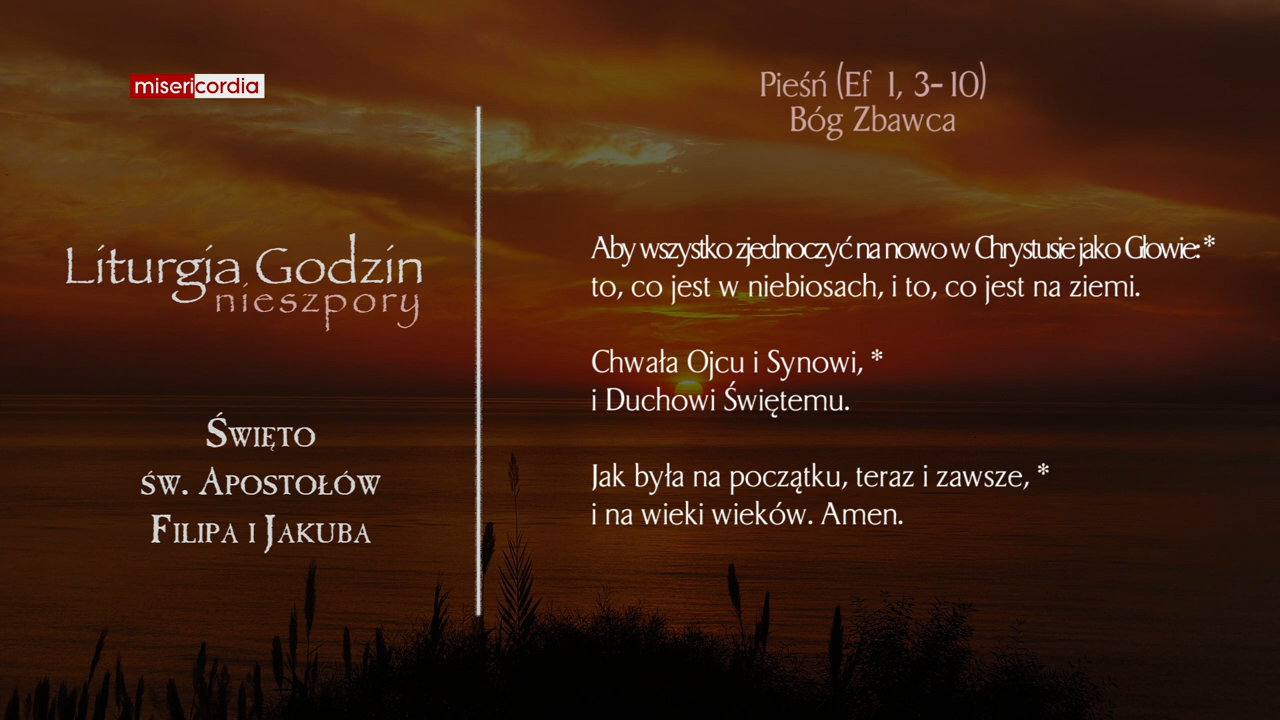 misericordia
Liturgia Godzin
nieszpory
Święto
św. Apostołów
Filipa i Jakuba
Pieśń (Ef 1, 3-10)
Bóg Zbawca
Aby wszystko zjednoczyć na nowo w Chrystusie jako Głowie: *
to, co jest w niebiosach, i to, co jest na ziemi.
Chwała Ojcu i Synowi, *
i Duchowi Świętemu.
Jak była na początku, teraz i zawsze, *
i na wieki wieków. Amen.